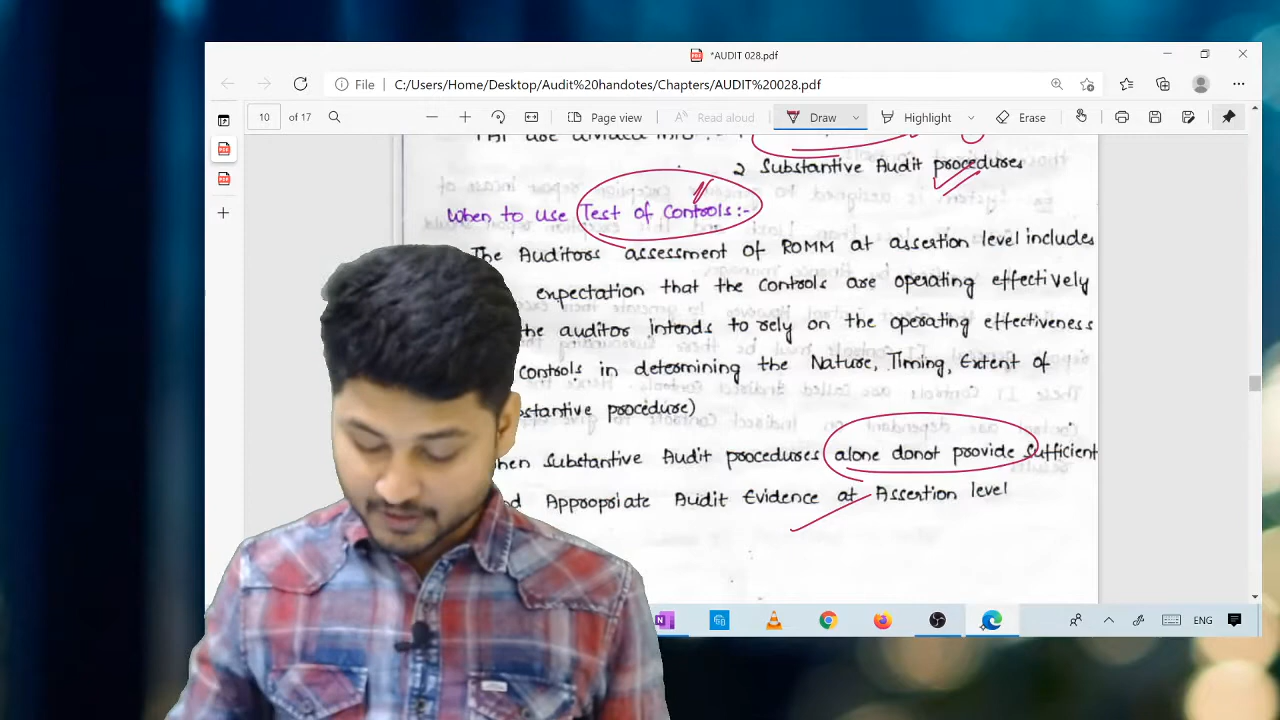 *AUDIT 028.pdf
File C:/Users/Home/Desktop/Audit%20handotes/Chapters/AUDIT%20028.pdf
10 of 17 Page view Read aloud Draw Highlight Erase
2 Substantive Audit procedures
When to use Test of Controls:-
The Auditors assessment of ROMM at assertion level includes
expectation that the Controls are operating effectively
the auditor intends to rely on the operating effectiveness
Controls in determining the Nature, Timing, Extent of
stantive procedure)
hen Substantive Audit procedures alone donot provide Sufficient
d Appropriate Audit Evidence at Assertion level
ENG